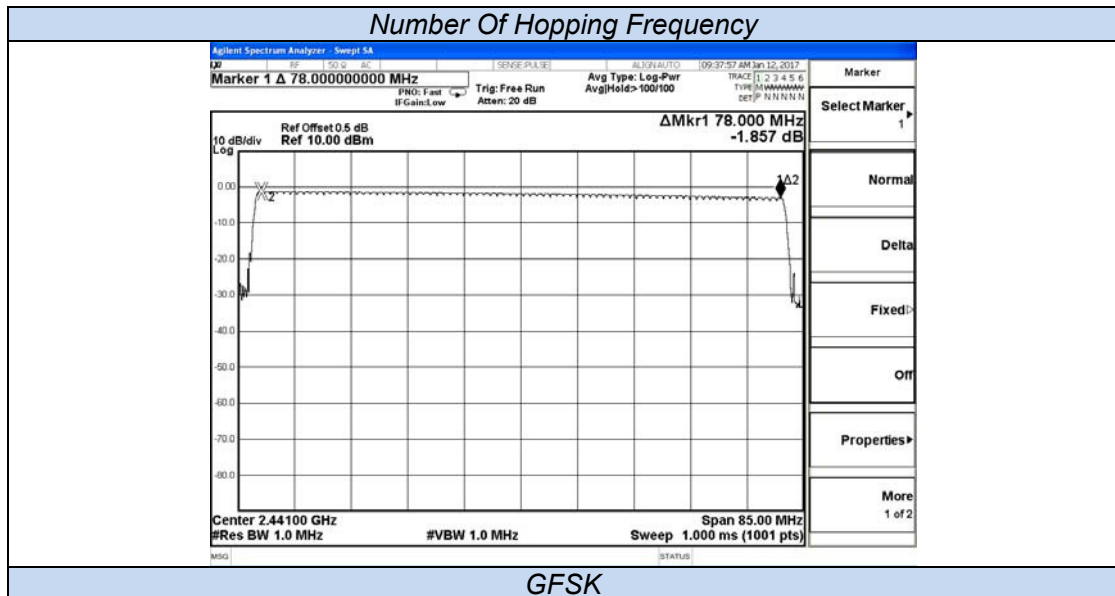 Number Of Hopping Frequency
Agilent Spectrum Analyzer - Swept SA
RF 50 Ω AC SENSE:PULSE ALIGNAUTO 09:37:57 AM Jan 12, 2017
Marker 1 Δ 78.000000000 MHz
PNO: Fast
IFGain:Low
Trig: Free Run
Atten: 20 dB
Avg Type: Log-Pwr
Avg|Hold>100/100
TRACE 1 2 3 4 5 6
TYPE M
DET P N N N N N
Ref Offset 0.5 dB
10 dB/div Ref 10.00 dBm
Log
ΔMkr1 78.000 MHz
-1.857 dB
0.00
-10.0
-20.0
-30.0
-40.0
-50.0
-60.0
-70.0
-80.0
2
1Δ2
Center 2.44100 GHz
Span 85.00 MHz
#Res BW 1.0 MHz
#VBW 1.0 MHz
Sweep 1.000 ms (1001 pts)
MSG
STATUS
Marker
Select Marker
1
Normal
Delta
Fixed
Off
Properties
More
1 of 2
GFSK